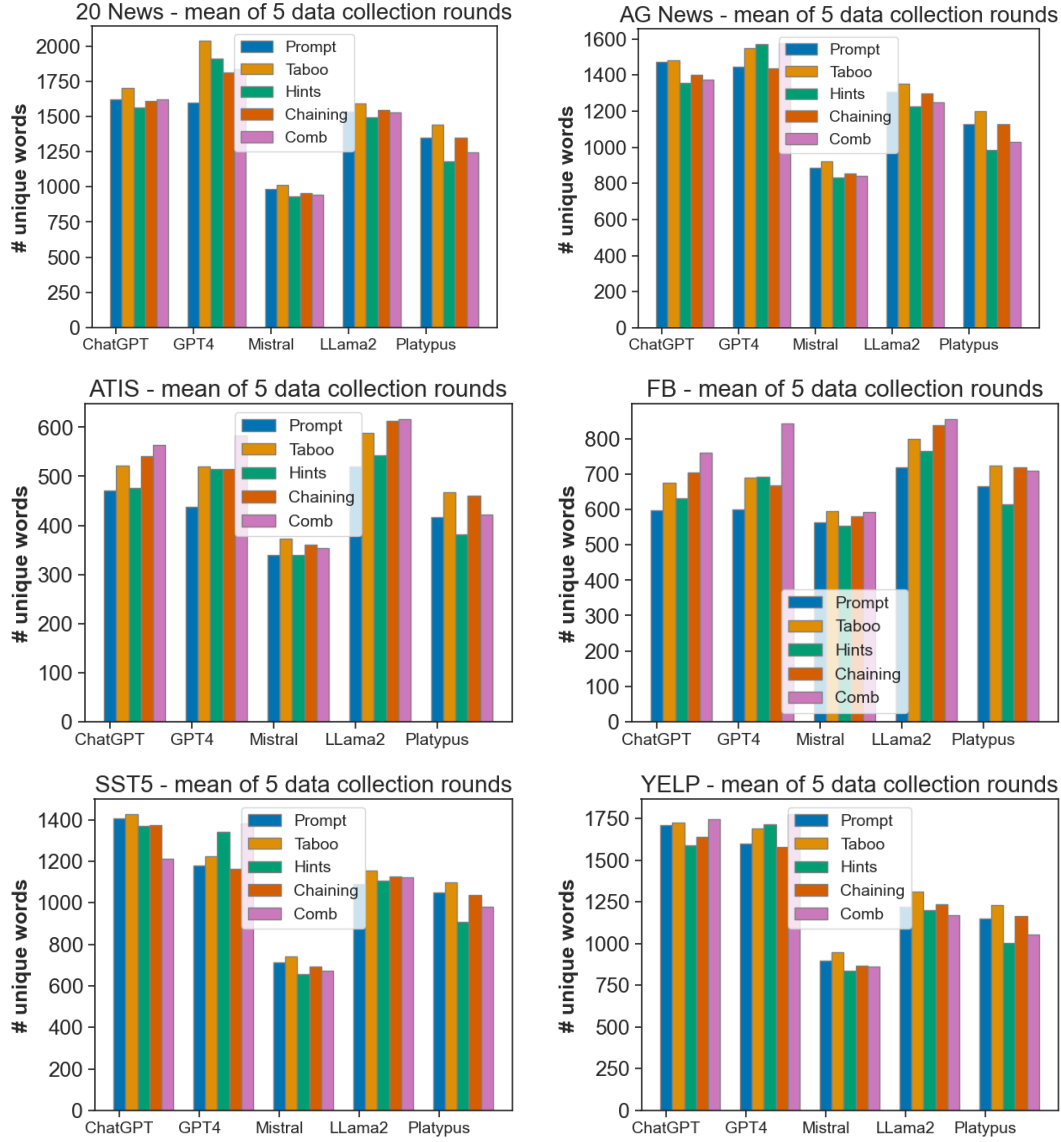 20 News - mean of 5 data collection rounds
# unique words
2000
1750
1500
1250
1000
750
500
250
0
Prompt
Taboo
Hints
Chaining
Comb
ChatGPT GPT4 Mistral LLama2 Platypus
AG News - mean of 5 data collection rounds
# unique words
1600
1400
1200
1000
800
600
400
200
0
Prompt
Taboo
Hints
Chaining
Comb
ChatGPT GPT4 Mistral LLama2 Platypus
ATIS - mean of 5 data collection rounds
# unique words
600
500
400
300
200
100
0
Prompt
Taboo
Hints
Chaining
Comb
ChatGPT GPT4 Mistral LLama2 Platypus
FB - mean of 5 data collection rounds
# unique words
800
700
600
500
400
300
200
100
0
Prompt
Taboo
Hints
Chaining
Comb
ChatGPT GPT4 Mistral LLama2 Platypus
SST5 - mean of 5 data collection rounds
# unique words
1400
1200
1000
800
600
400
200
0
Prompt
Taboo
Hints
Chaining
Comb
ChatGPT GPT4 Mistral LLama2 Platypus
YELP - mean of 5 data collection rounds
# unique words
1750
1500
1250
1000
750
500
250
0
Prompt
Taboo
Hints
Chaining
Comb
ChatGPT GPT4 Mistral LLama2 Platypus